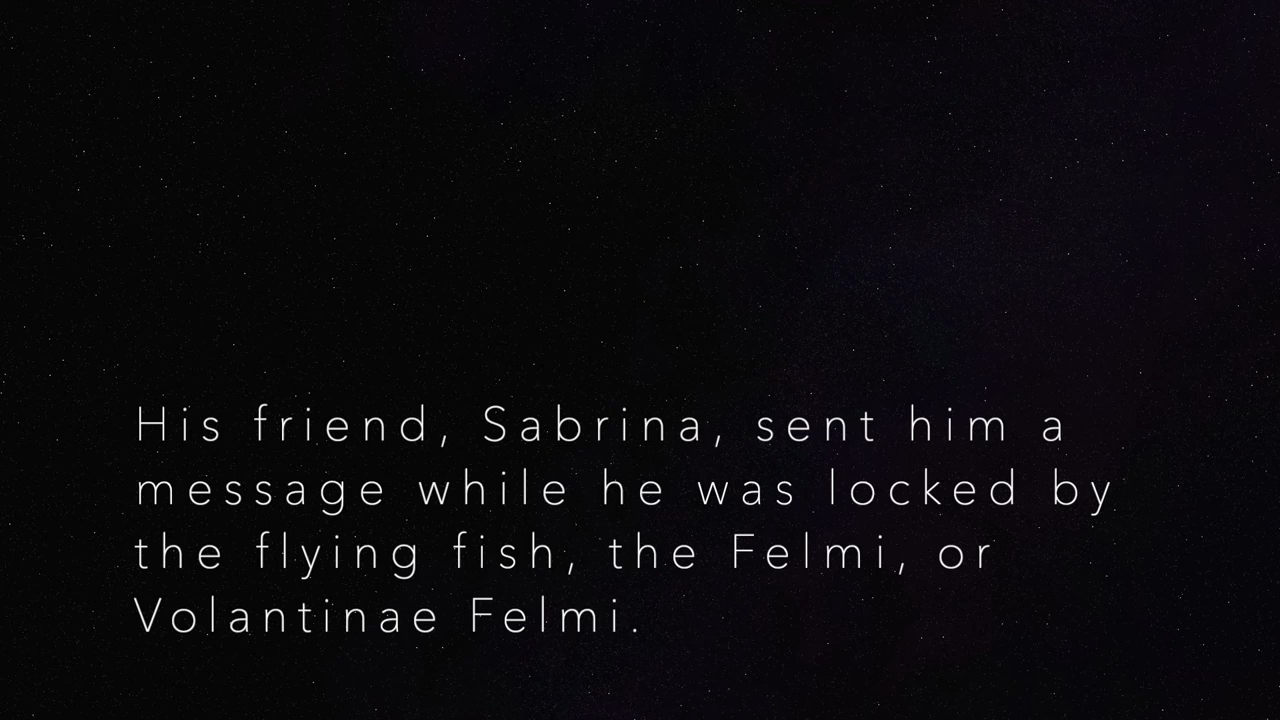 His friend, Sabrina, sent him a
message while he was locked by
the flying fish, the Felmi, or
Volantinae Felmi.